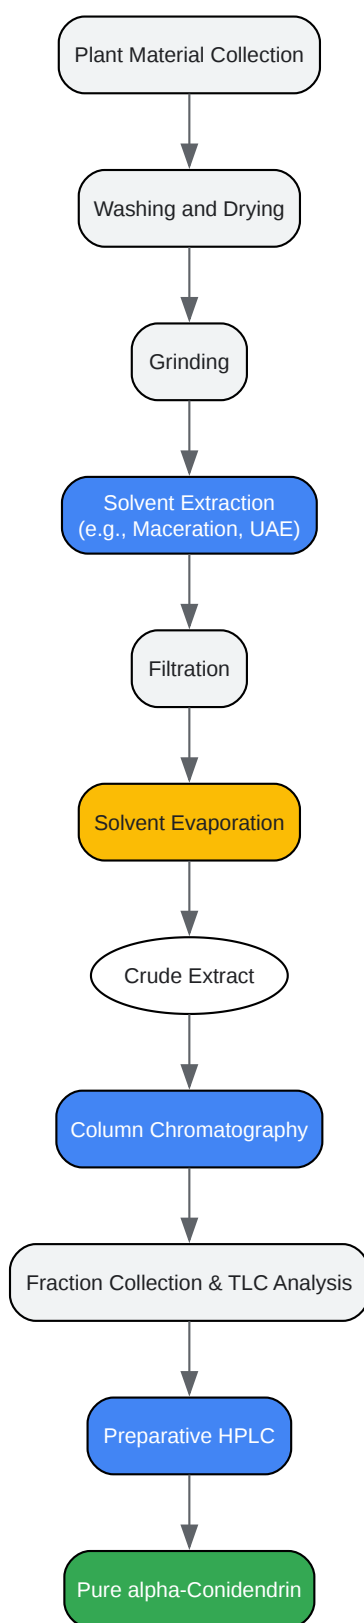 Plant Material Collection
Washing and Drying
Grinding
Solvent Extraction
(e.g., Maceration, UAE)
Filtration
Solvent Evaporation
Crude Extract
Column Chromatography
Fraction Collection & TLC Analysis
Preparative HPLC
Pure alpha-Conidendrin